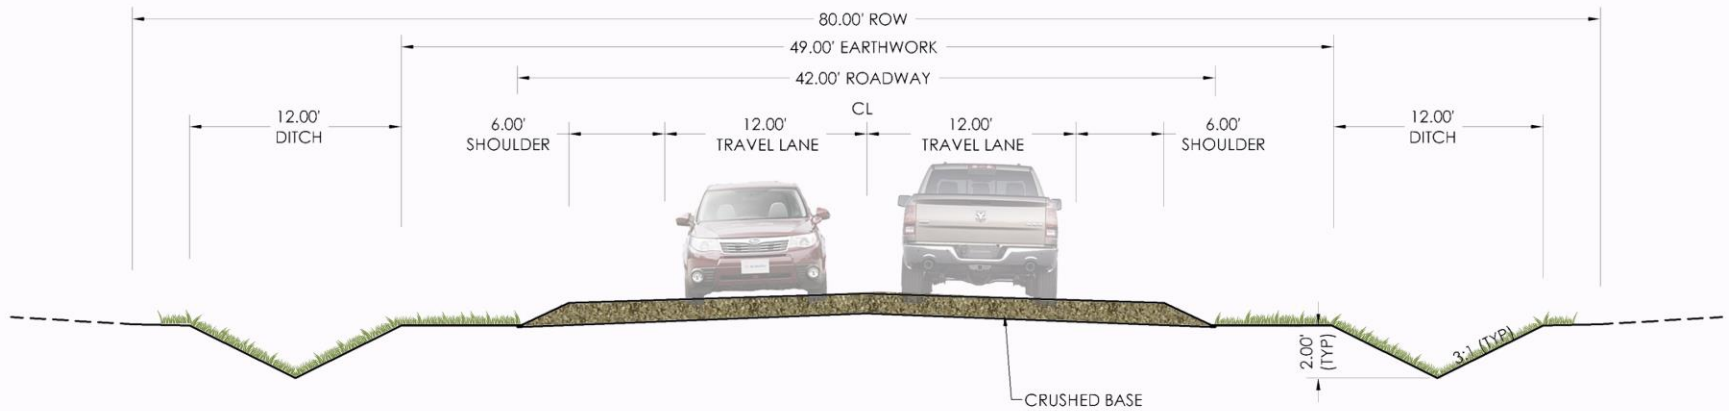 80.00' ROW
49.00' EARTHWORK
42.00' ROADWAY
CL
12.00'
DITCH
6.00'
SHOULDER
12.00'
TRAVEL LANE
12.00'
TRAVEL LANE
6.00'
SHOULDER
12.00'
DITCH
2.00'
(TYP)
3:1 (TYP)
CRUSHED BASE